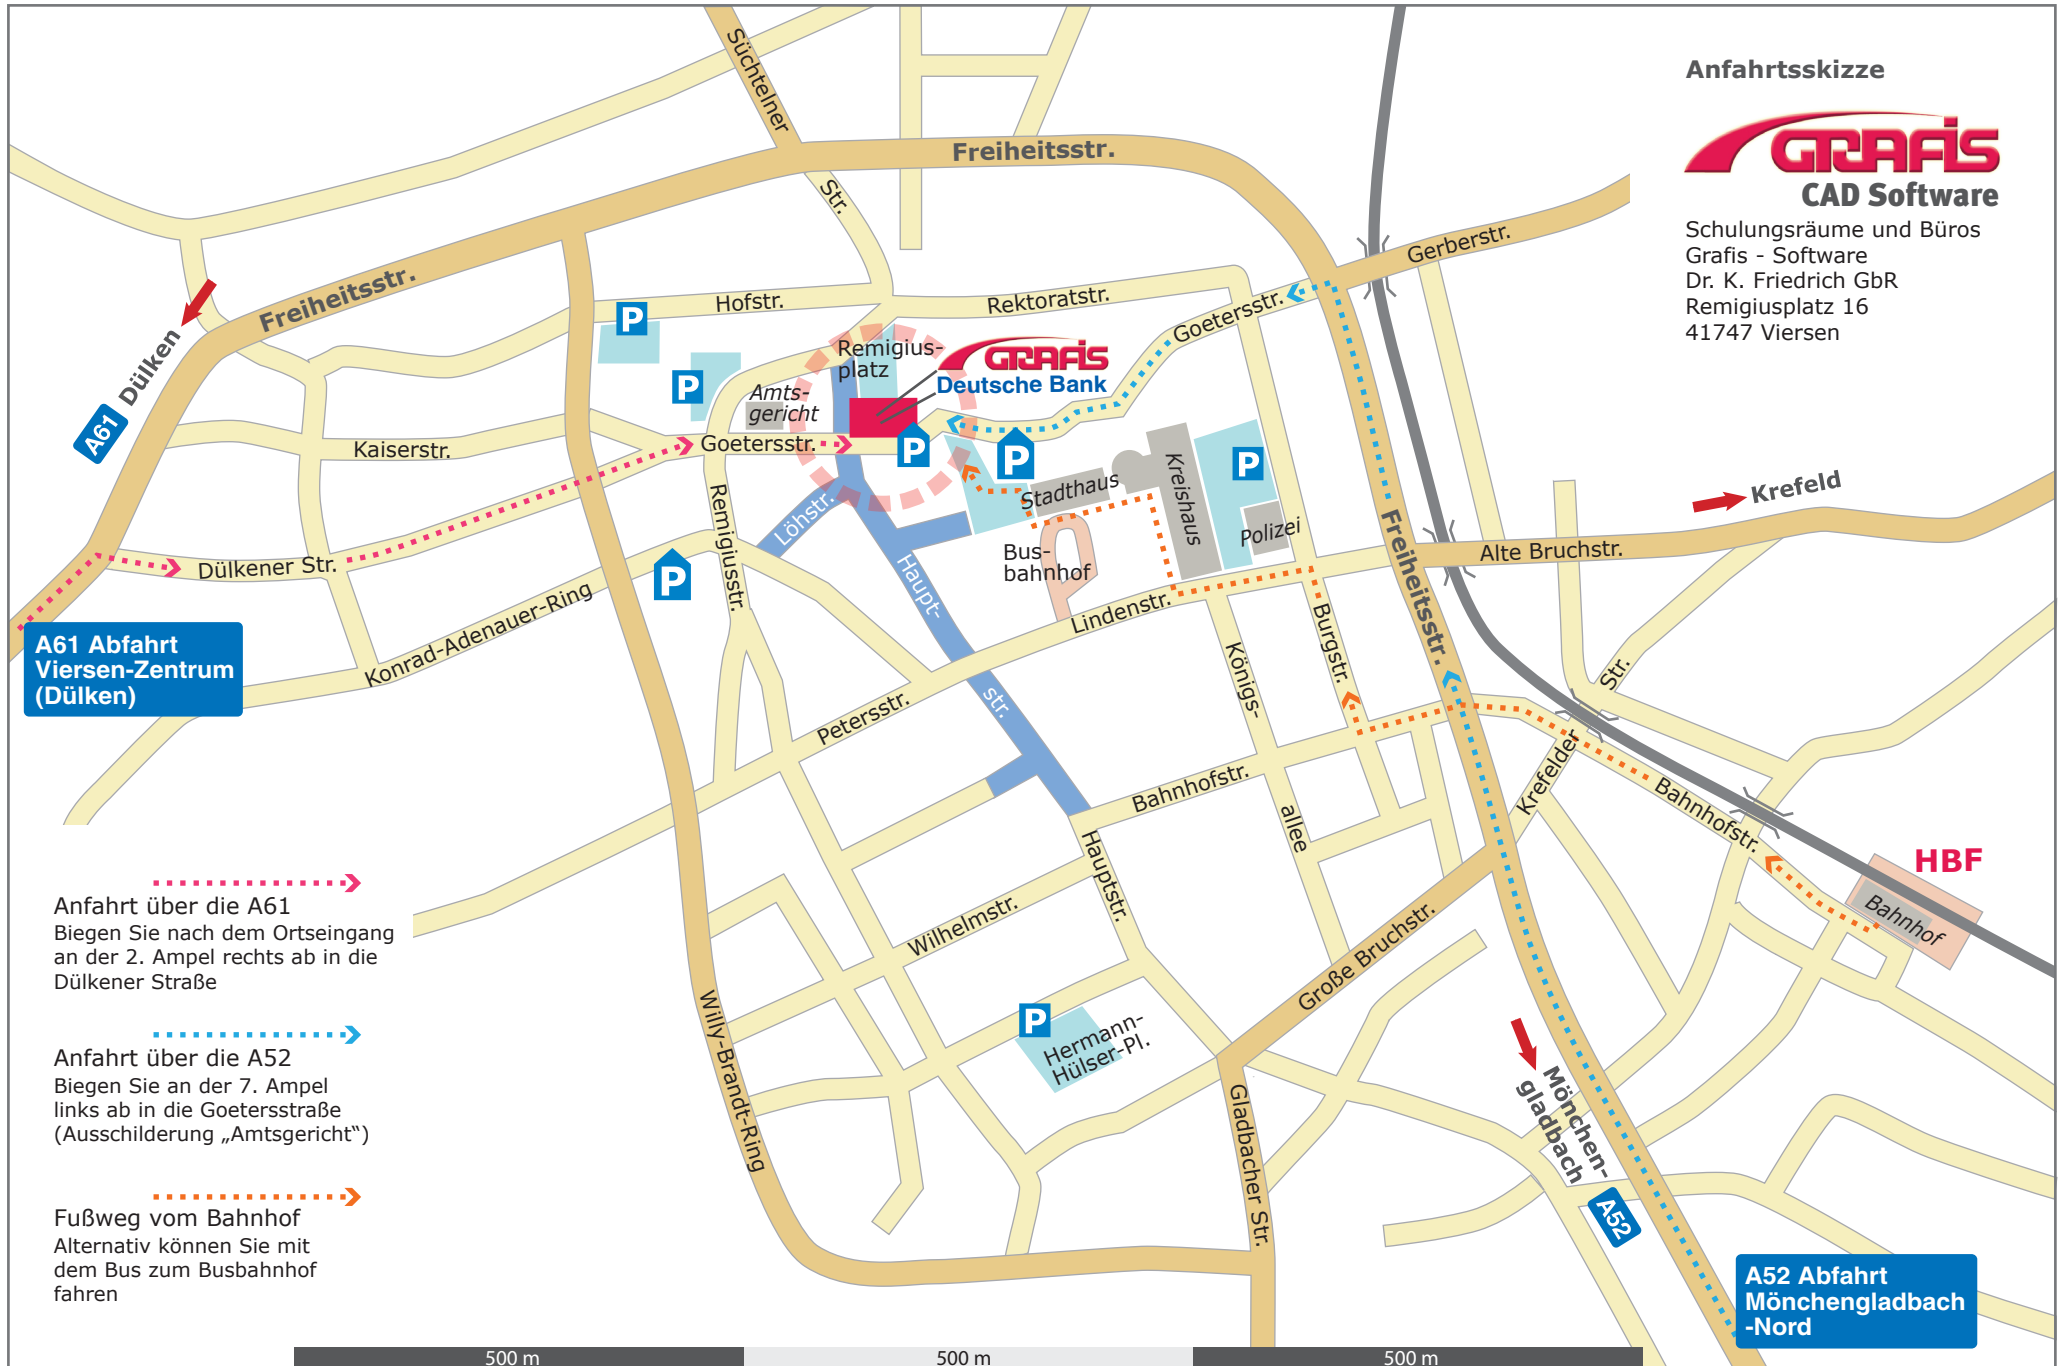 Anfahrtsskizze
GRAFIS
CAD Software
Schulungsräume und Büros
Grafis - Software
Dr. K. Friedrich GbR
Remigiusplatz 16
41747 Viersen
Süchtelner
Str.
Freiheitsstr.
Freiheitsstr.
Gerberstr.
Hofstr.
Rektoratstr.
Goetersstr.
P
P
Remigius-
platz
GRAFIS
Deutsche Bank
Amts-
gericht
Dülken
A61
Kaiserstr.
Goetersstr.
P
P
P
Stadthaus
Kreishaus
Polizei
Krefeld
Freiheitsstr.
Alte Bruchstr.
Remigiusstr.
Löhstr.
Haupt-
str.
Bus-
bahnhof
Dülkener Str.
P
Konrad-Adenauer-Ring
Lindenstr.
Burgstr.
Königs-
allee
A61 Abfahrt
Viersen-Zentrum
(Dülken)
Petersstr.
Bahnhofstr.
Krefelder
Str.
Bahnhofstr.
HBF
Bahnhof
Hauptstr.
Wilhelmstr.
Große Bruchstr.
Willy-Brandt-Ring
P
Hermann-
Hülser-Pl.
Gladbacher Str.
Mönchen-
gladbach
A52
A52 Abfahrt
Mönchengladbach
-Nord
Anfahrt über die A61
Biegen Sie nach dem Ortseingang
an der 2. Ampel rechts ab in die
Dülkener Straße
Anfahrt über die A52
Biegen Sie an der 7. Ampel
links ab in die Goetersstraße
(Ausschilderung „Amtsgericht“)
Fußweg vom Bahnhof
Alternativ können Sie mit
dem Bus zum Busbahnhof
fahren
500 m
500 m
500 m